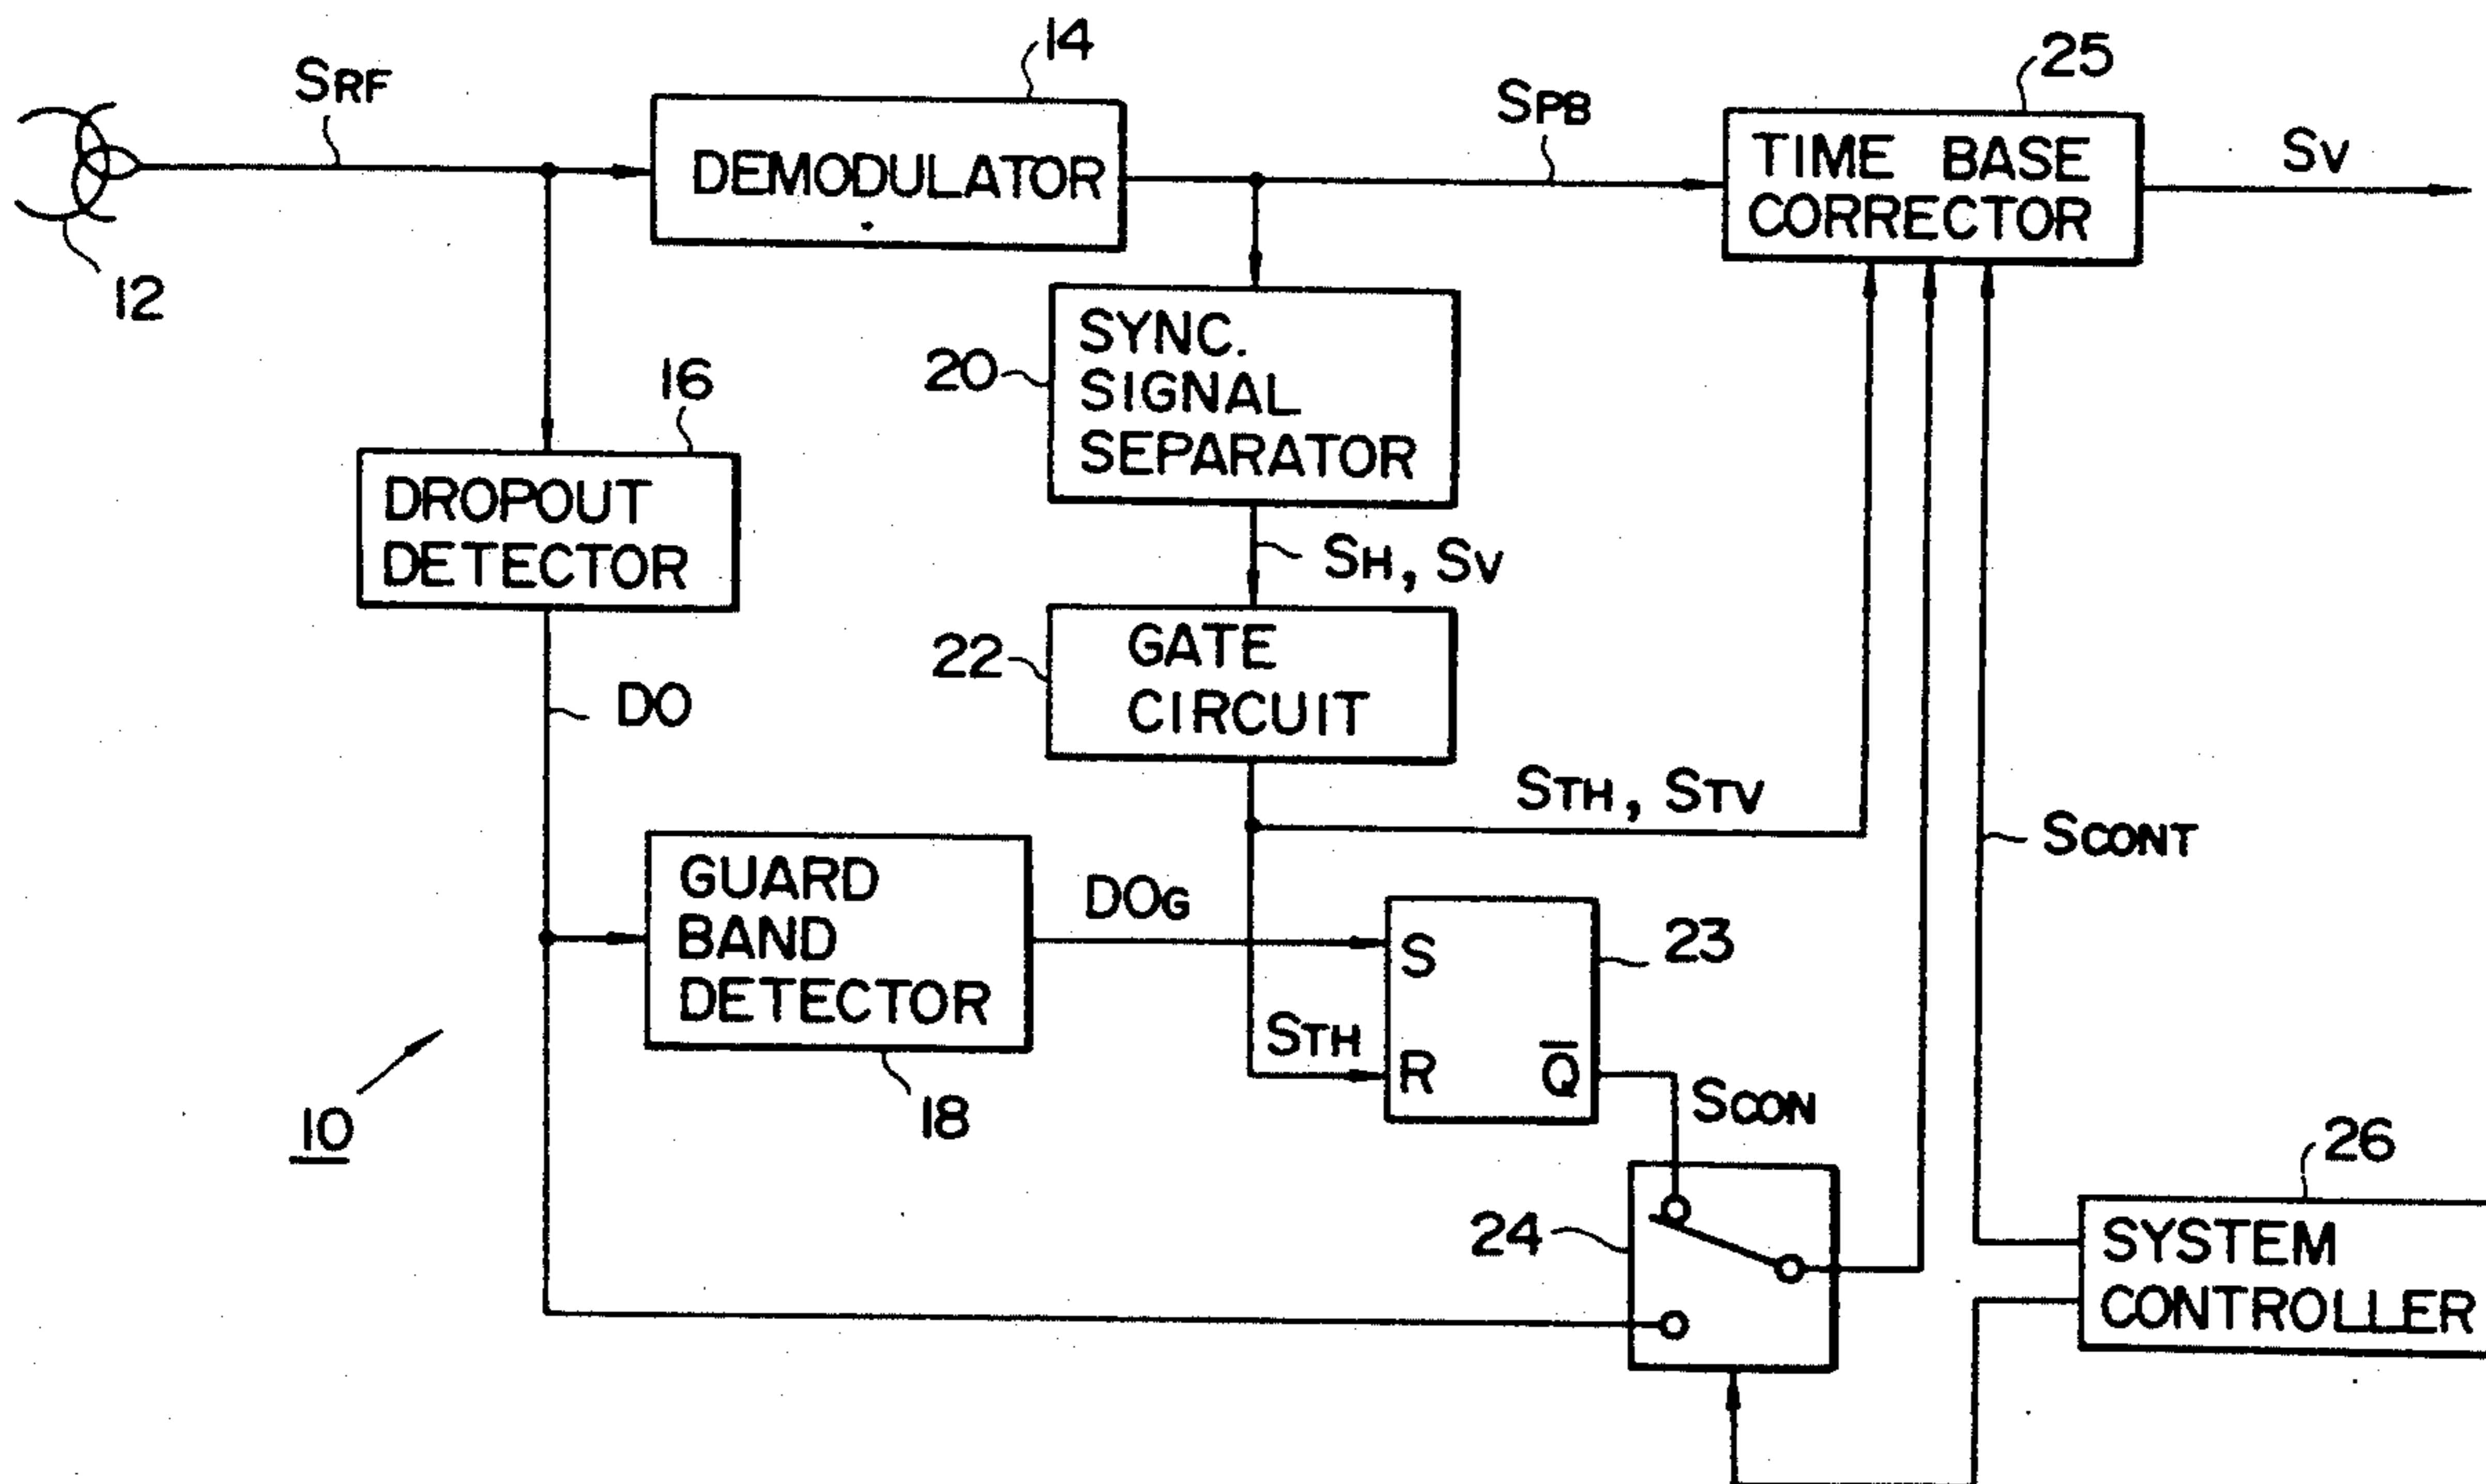 14
25
SRF
SPB
SV
DEMODULATOR
TIME BASE
CORRECTOR
12
SYNC.
SIGNAL
SEPARATOR
20
16
DROPOUT
DETECTOR
SH, SV
22
GATE
CIRCUIT
DO
STH, STV
SCONT
GUARD
BAND
DETECTOR
DOG
S
23
STH
R
Q̅
10
18
SCON
26
24
SYSTEM
CONTROLLER